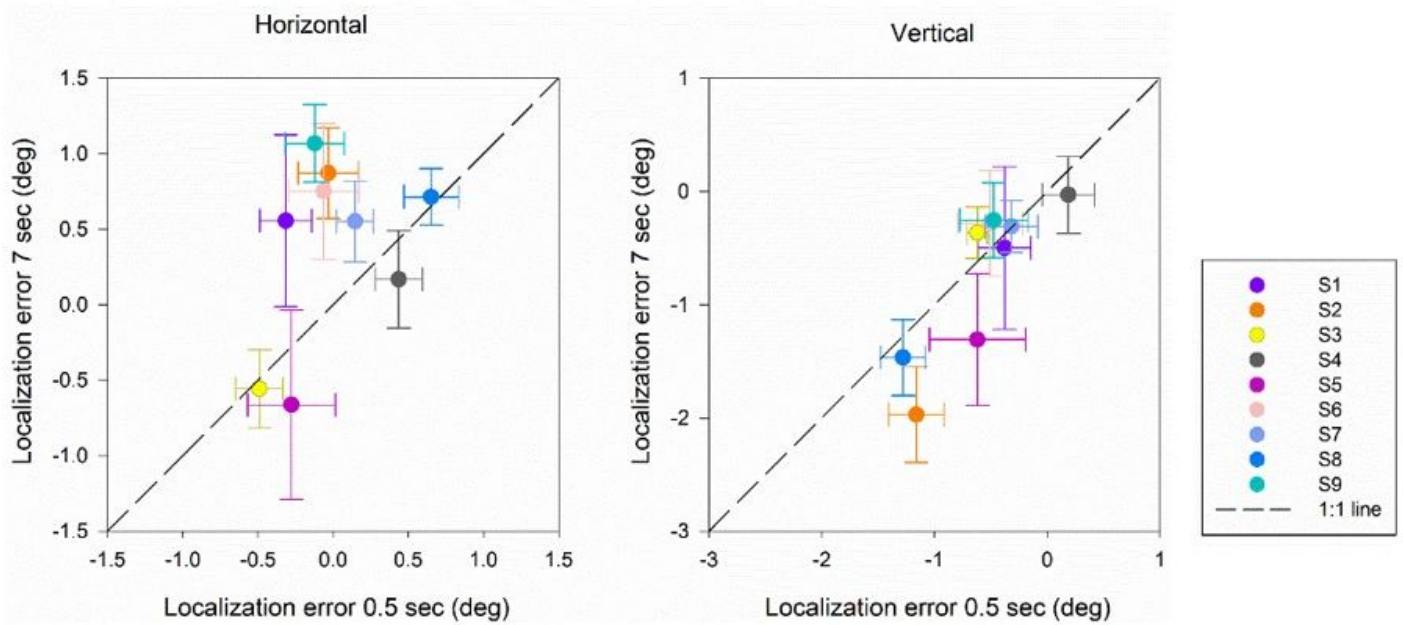 Horizontal
Localization error 7 sec (deg)
1.5
1.0
0.5
0.0
-0.5
-1.0
-1.5
-1.5 -1.0 -0.5 0.0 0.5 1.0 1.5
Localization error 0.5 sec (deg)
Vertical
Localization error 7 sec (deg)
1
0
-1
-2
-3
-3 -2 -1 0 1
Localization error 0.5 sec (deg)
S1
S2
S3
S4
S5
S6
S7
S8
S9
1:1 line